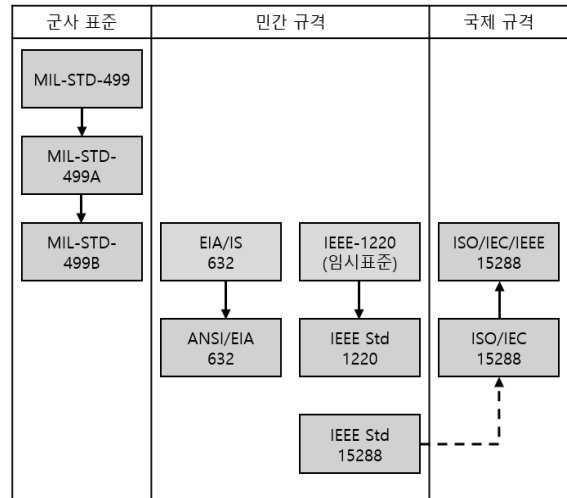 군사 표준
민간 규격
국제 규격
MIL-STD-499
MIL-STD-
499A
MIL-STD-
499B
EIA/IS
632
IEEE-1220
(임시표준)
ISO/IEC/IEEE
15288
ANSI/EIA
632
IEEE Std
1220
ISO/IEC
15288
IEEE Std
15288